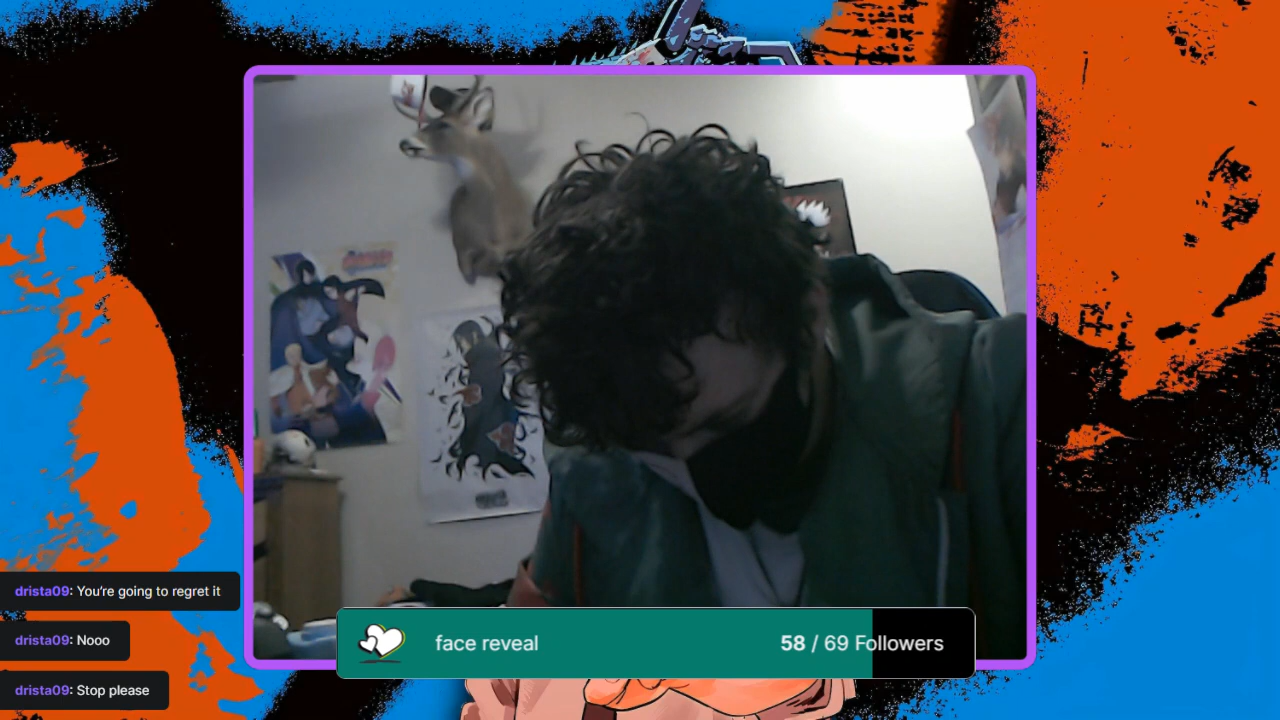 drista09: You're going to regret it
drista09: Nooo
drista09: Stop please
face reveal
58 / 69 Followers